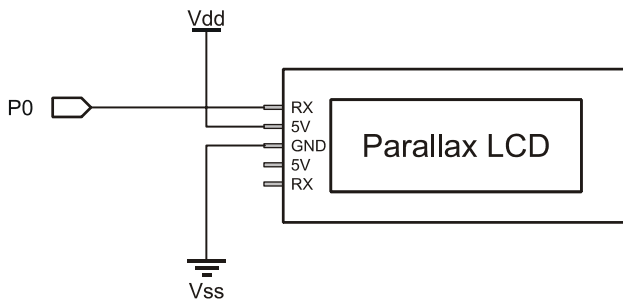 Vdd
P0
RX
5V
GND
5V
RX
Parallax LCD
Vss